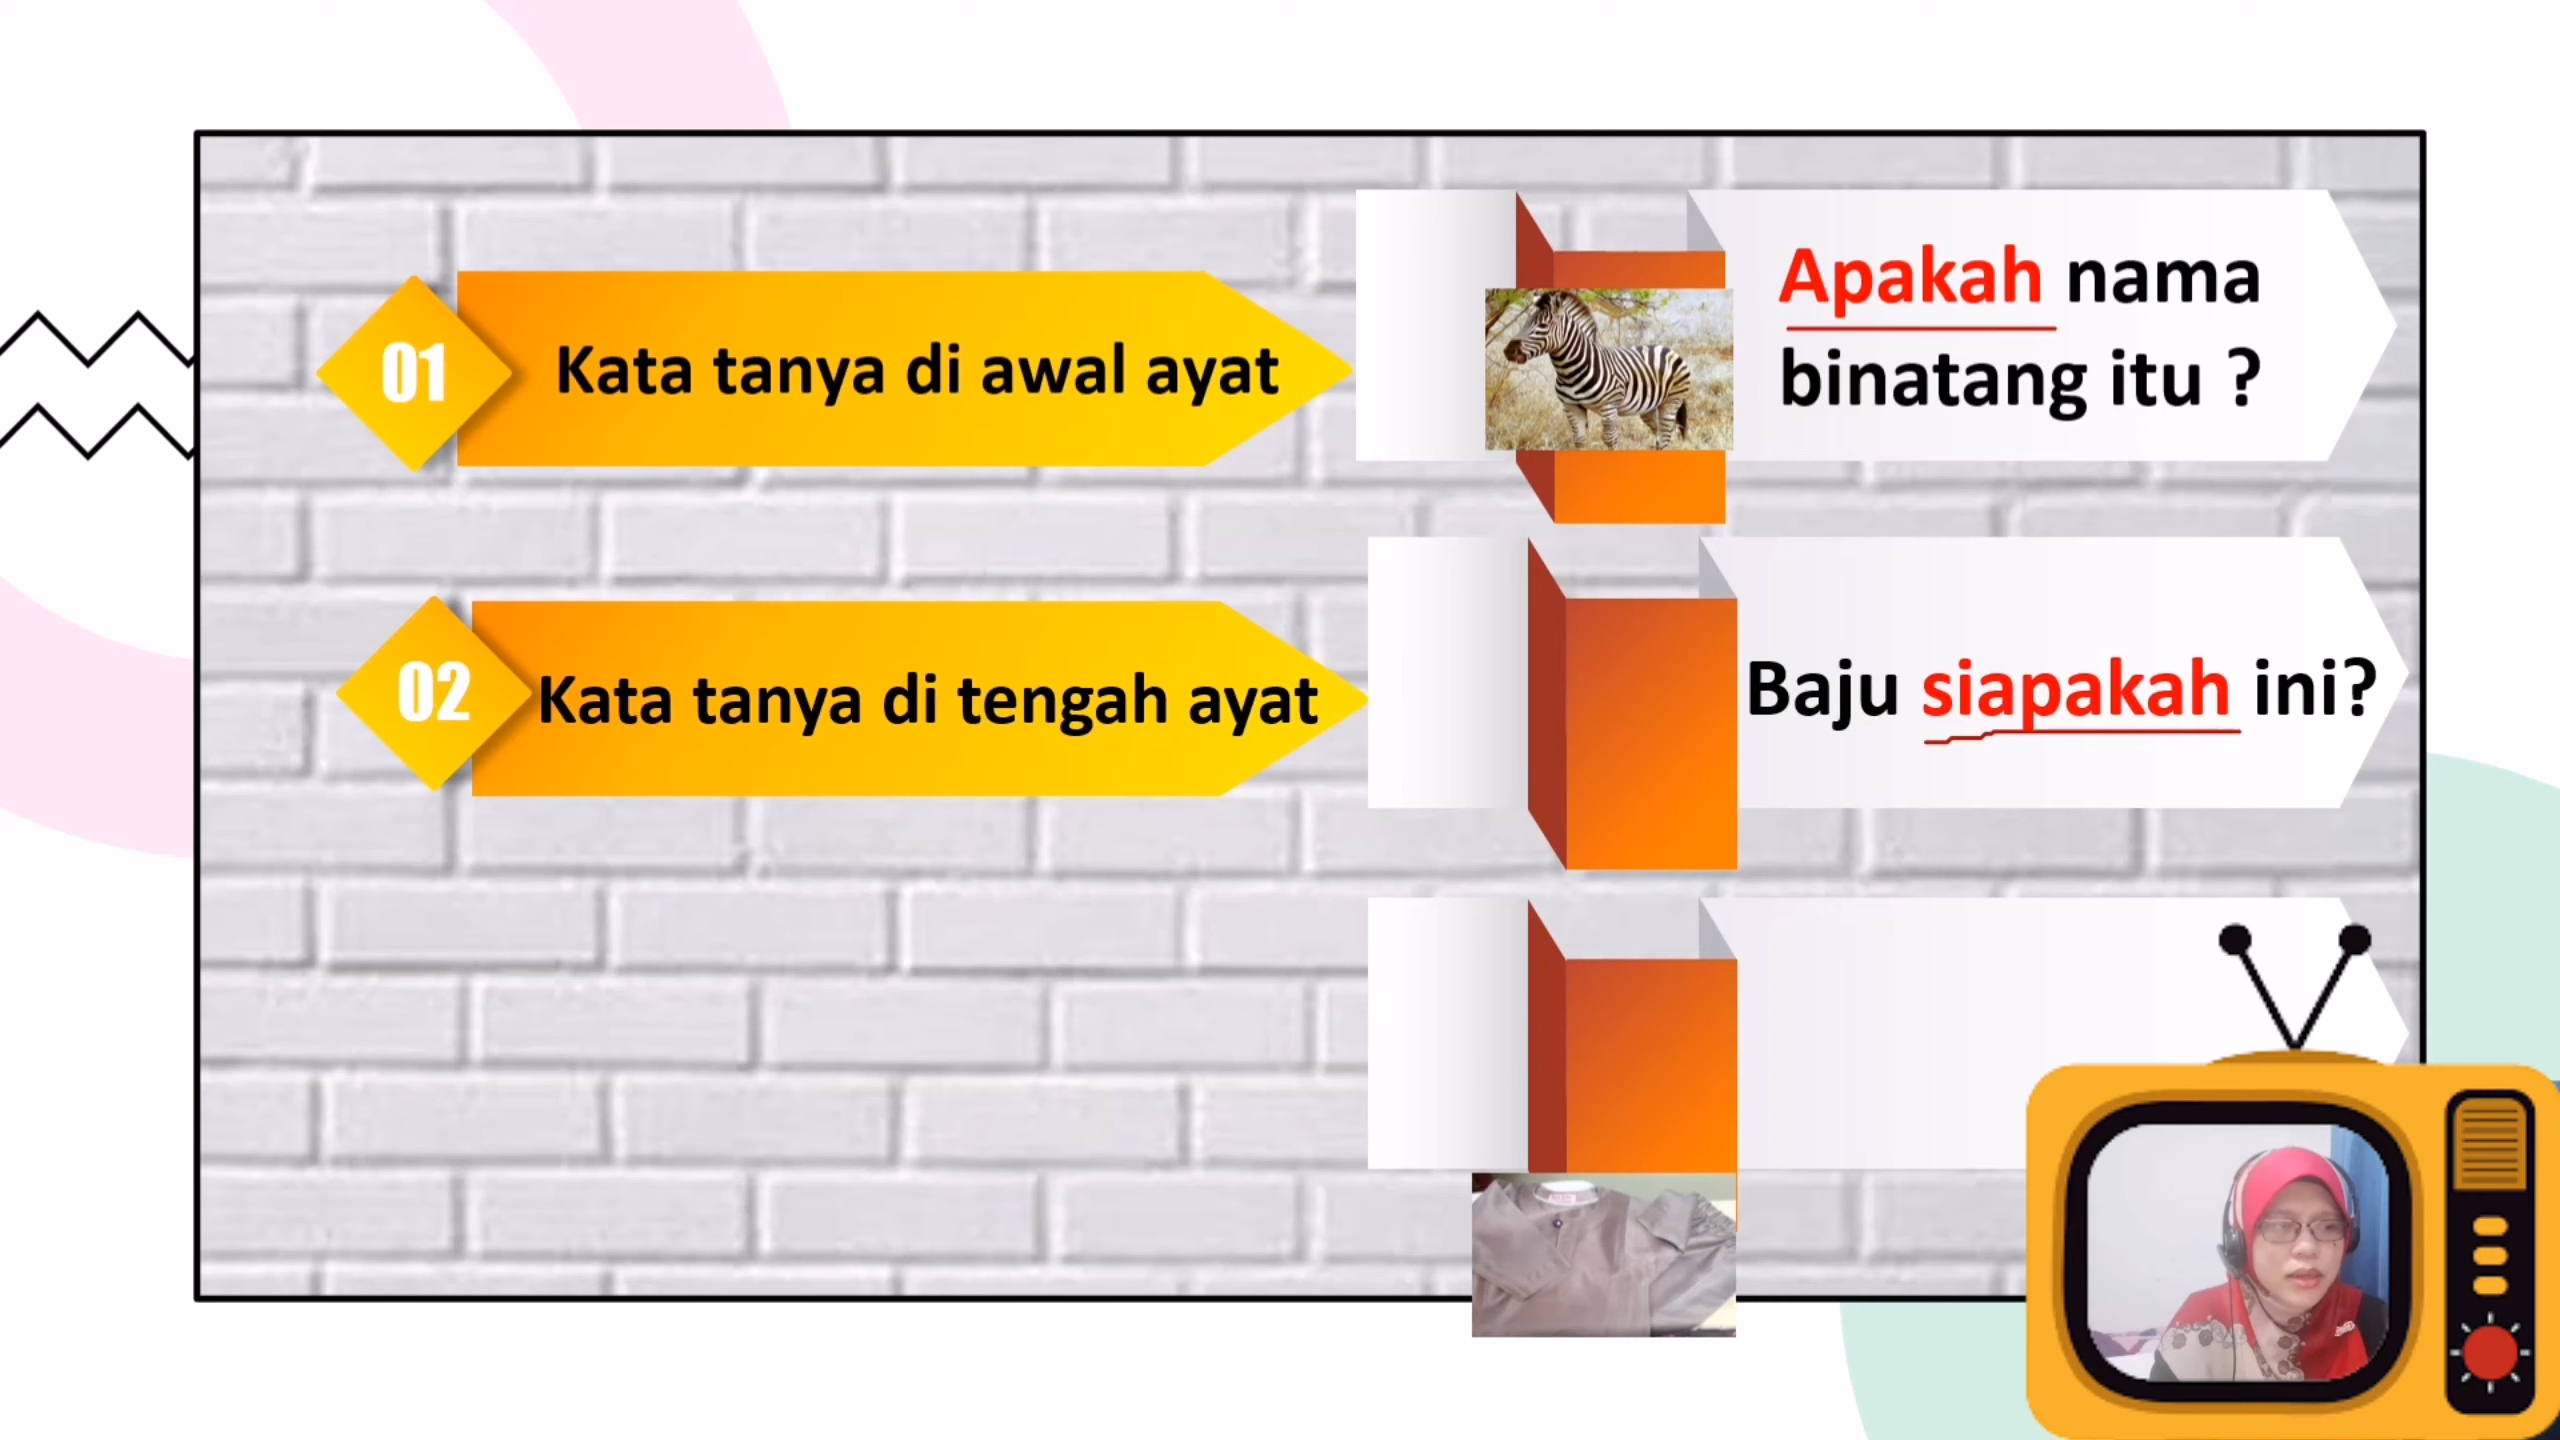 01
Kata tanya di awal ayat
Apakah nama
binatang itu ?
02
Kata tanya di tengah ayat
Baju siapakah ini?